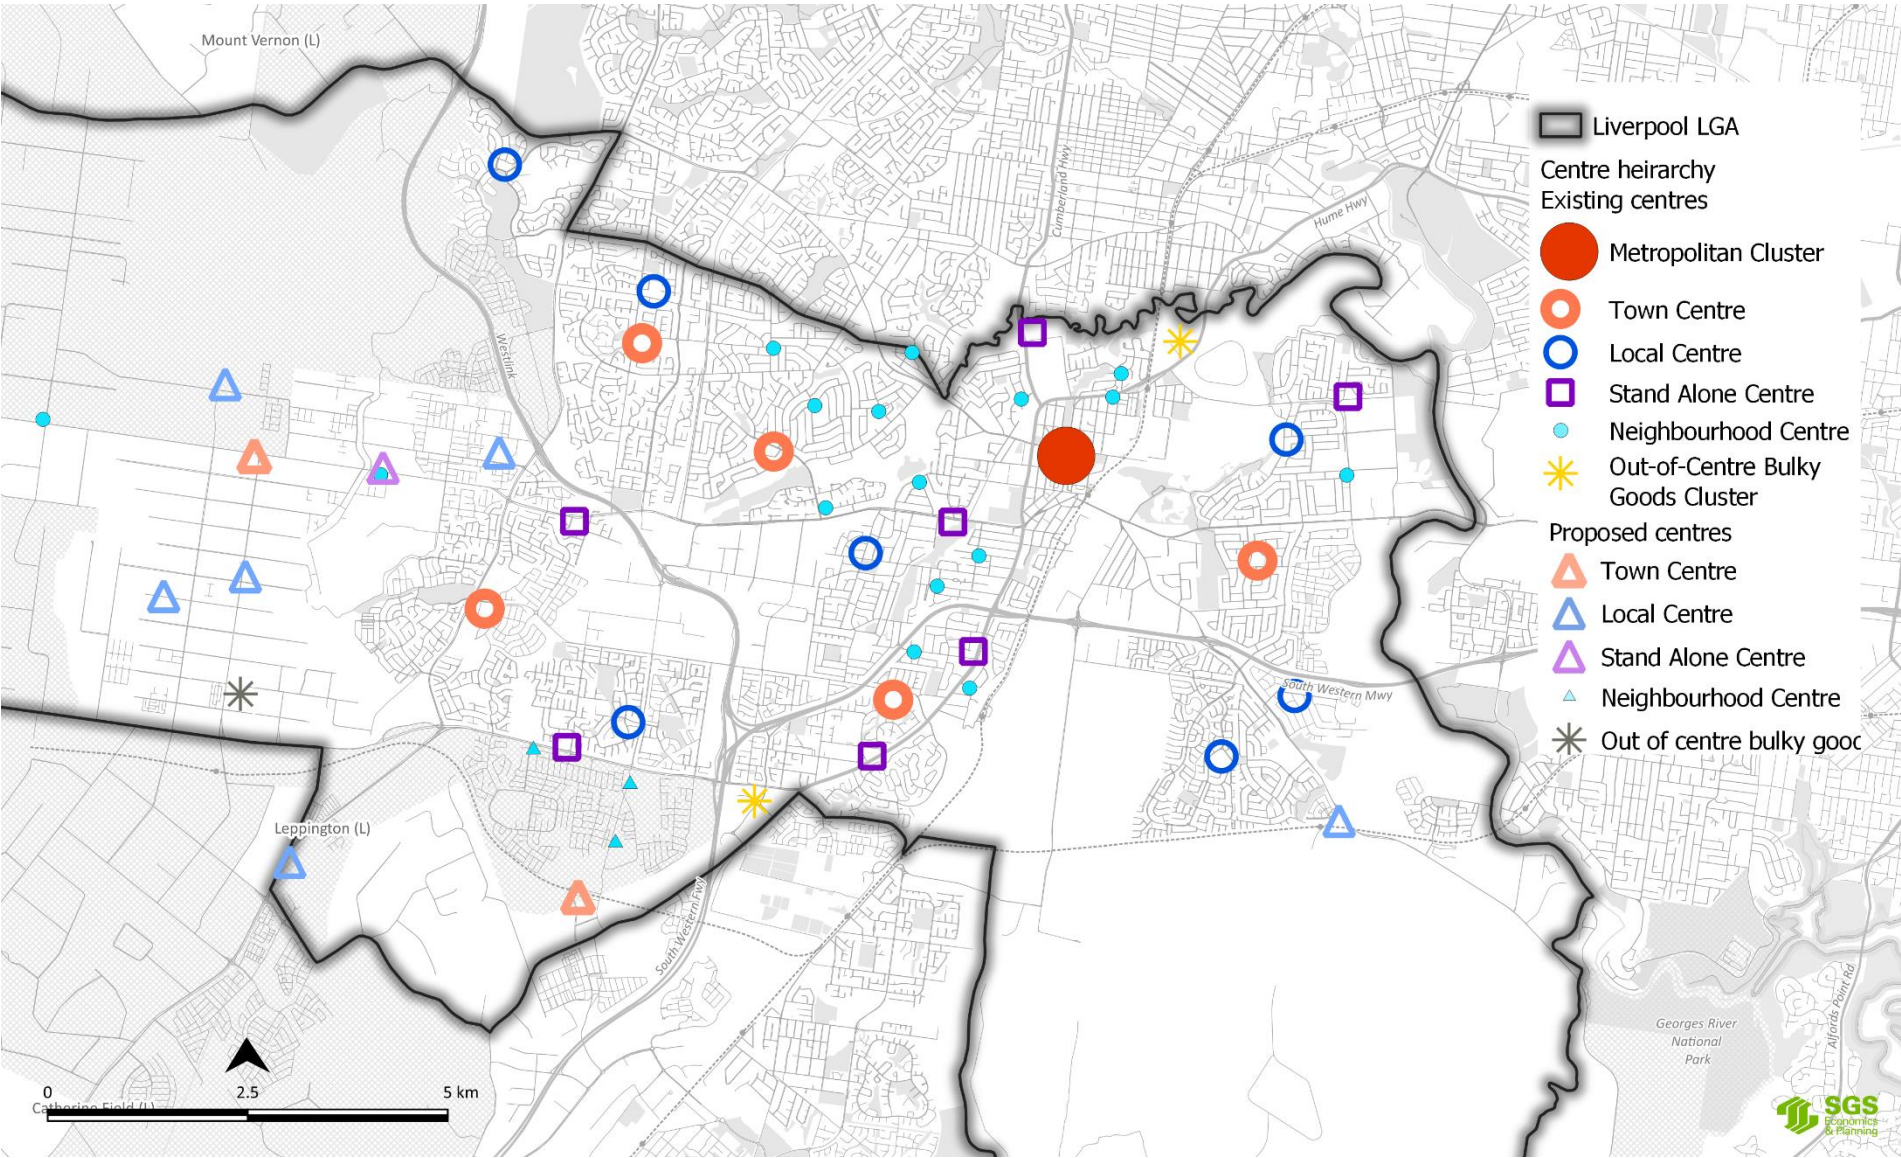 Mount Vernon (L)
Cumberland Hwy
Hume Hwy
Westlink
Liverpool LGA
Centre heirarchy
Existing centres
Metropolitan Cluster
Town Centre
Local Centre
Stand Alone Centre
Neighbourhood Centre
Out-of-Centre Bulky
Goods Cluster
Proposed centres
Town Centre
Local Centre
Stand Alone Centre
Neighbourhood Centre
Out of centre bulky gooc
South Western Mwy
Leppington (L)
South Western Fwy
Alfords Point Rd
Georges River
National
Park
0 2.5 5 km
Catherine Field (L)
SGS
Economics
& Planning